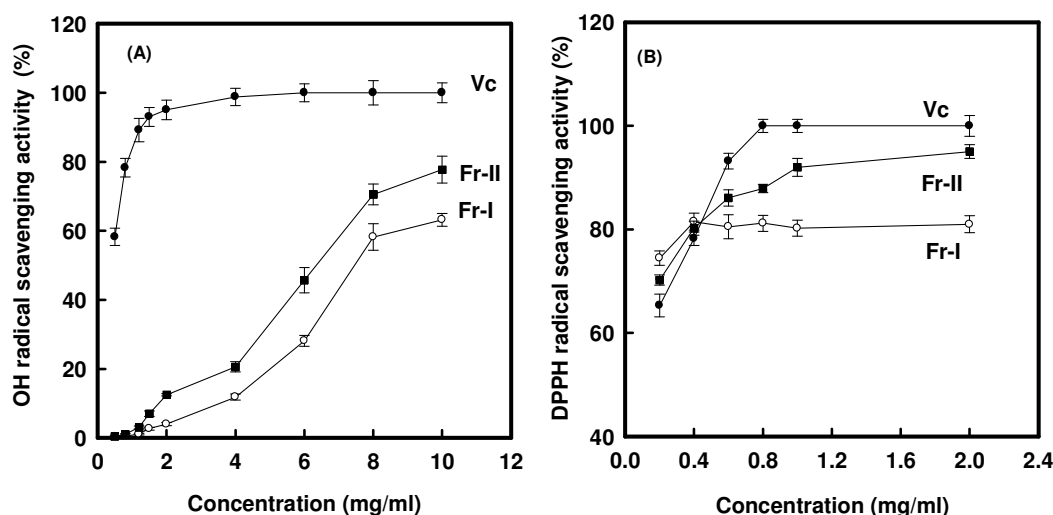 120
100
80
60
40
20
0
0 2 4 6 8 10 12
OH radical scavenging activity (%)
Concentration (mg/ml)
(A)
Vc
Fr-II
Fr-I
120
100
80
60
40
0.0 0.4 0.8 1.2 1.6 2.0 2.4
DPPH radical scavenging activity (%)
Concentration (mg/ml)
(B)
Vc
Fr-II
Fr-I